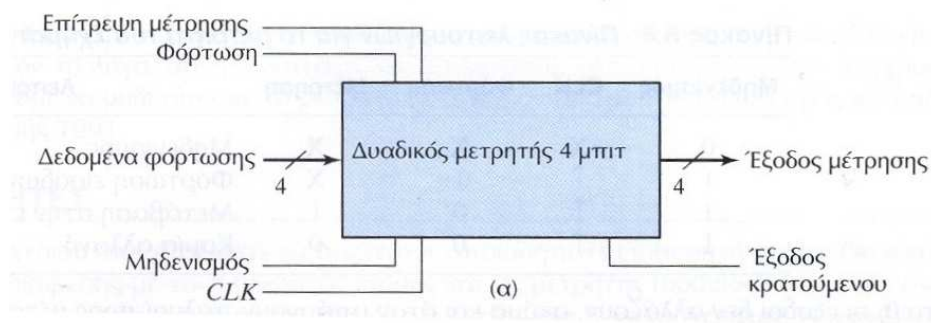 Επίτρεψη μέτρησης
Φόρτωση
Δεδομένα φόρτωσης
4
Δυαδικός μετρητής 4 μπιτ
4
Έξοδος μέτρησης
Μηδενισμός
CLK
(α)
Έξοδος
κρατούμενου